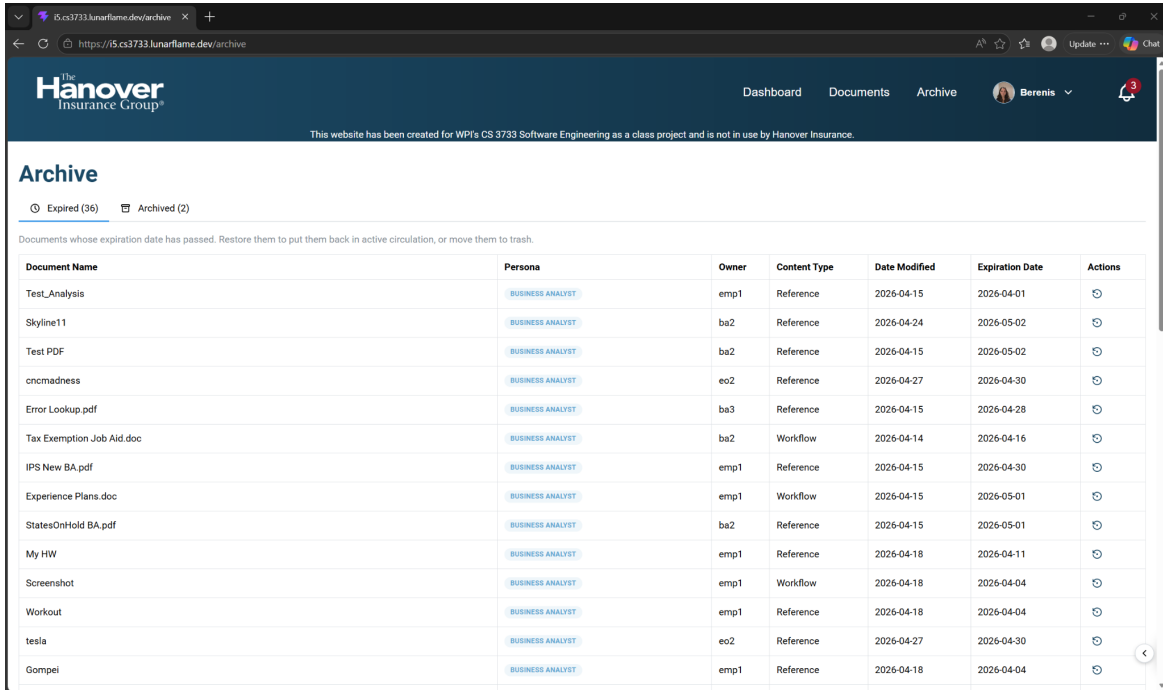 i5.cs3733.lunarflame.dev/archive
https://i5.cs3733.lunarflame.dev/archive
Update
Chat
The
Hanover
Insurance Group®
Dashboard Documents Archive Berenis 3
This website has been created for WPI's CS 3733 Software Engineering as a class project and is not in use by Hanover Insurance.
Archive
Expired (36) Archived (2)
Documents whose expiration date has passed. Restore them to put them back in active circulation, or move them to trash.
Document Name Persona Owner Content Type Date Modified Expiration Date Actions
Test_Analysis BUSINESS ANALYST emp1 Reference 2026-04-15 2026-04-01
Skyline11 BUSINESS ANALYST ba2 Reference 2026-04-24 2026-05-02
Test PDF BUSINESS ANALYST ba2 Reference 2026-04-15 2026-05-02
cncmadness BUSINESS ANALYST eo2 Reference 2026-04-27 2026-04-30
Error Lookup.pdf BUSINESS ANALYST ba3 Reference 2026-04-15 2026-04-28
Tax Exemption Job Aid.doc BUSINESS ANALYST ba2 Workflow 2026-04-14 2026-04-16
IPS New BA.pdf BUSINESS ANALYST emp1 Reference 2026-04-15 2026-04-30
Experience Plans.doc BUSINESS ANALYST emp1 Workflow 2026-04-15 2026-05-01
StatesOnHold BA.pdf BUSINESS ANALYST ba2 Reference 2026-04-15 2026-05-01
My HW BUSINESS ANALYST emp1 Reference 2026-04-18 2026-04-11
Screenshot BUSINESS ANALYST emp1 Workflow 2026-04-18 2026-04-04
Workout BUSINESS ANALYST emp1 Reference 2026-04-18 2026-04-04
tesla BUSINESS ANALYST eo2 Reference 2026-04-27 2026-04-30
Gompei BUSINESS ANALYST emp1 Reference 2026-04-18 2026-04-04